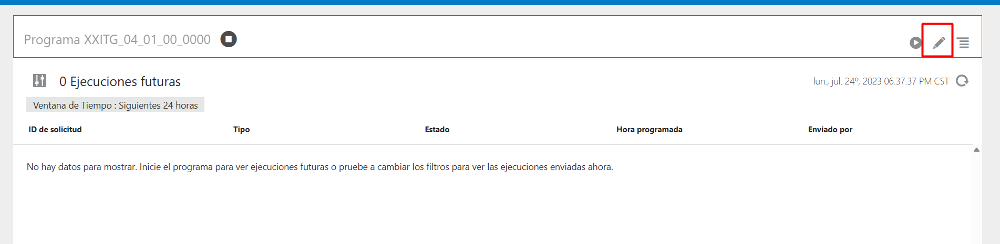 Programa XXITG_04_01_00_0000
0 Ejecuciones futuras
lun., jul. 24º, 2023 06:37:37 PM CST
Ventana de Tiempo : Siguientes 24 horas
ID de solicitud Tipo Estado Hora programada Enviado por
No hay datos para mostrar. Inicie el programa para ver ejecuciones futuras o pruebe a cambiar los filtros para ver las ejecuciones enviadas ahora.